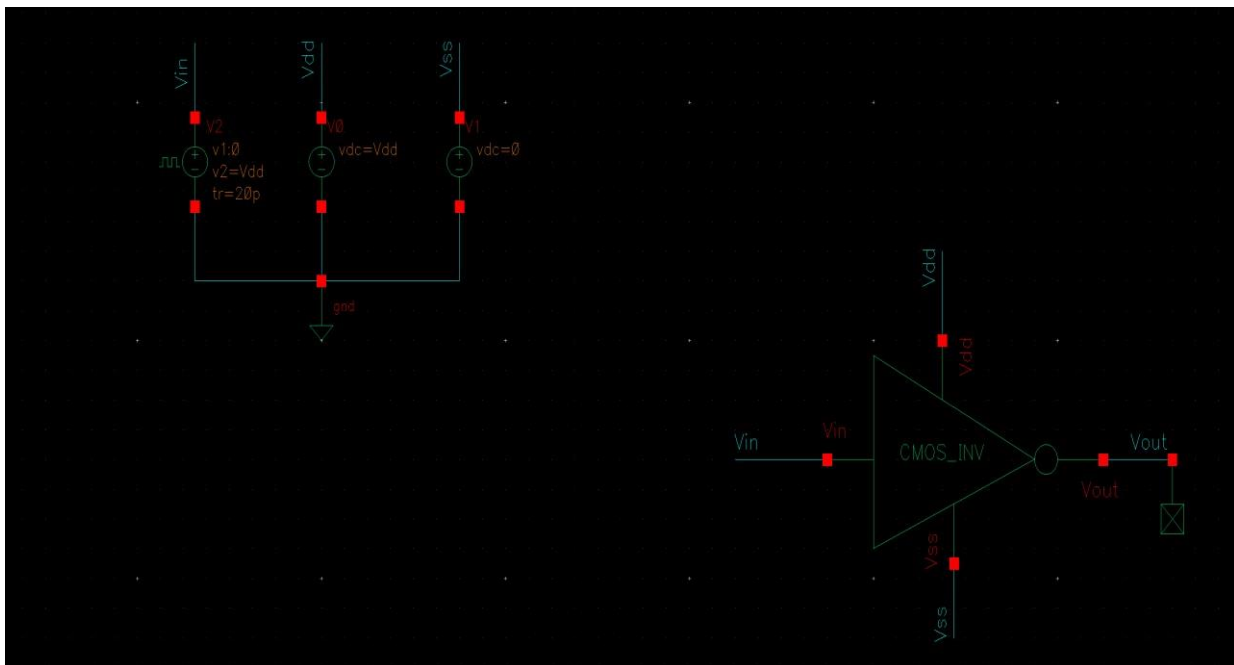 Vin
Vdd
Vss
V2
V0
V1
v1:0
vdc=Vdd
vdc=0
v2=Vdd
tr=20p
gnd
Vdd
Vdd
Vin
Vin
CMOS_INV
Vout
Vout
Vss
Vss